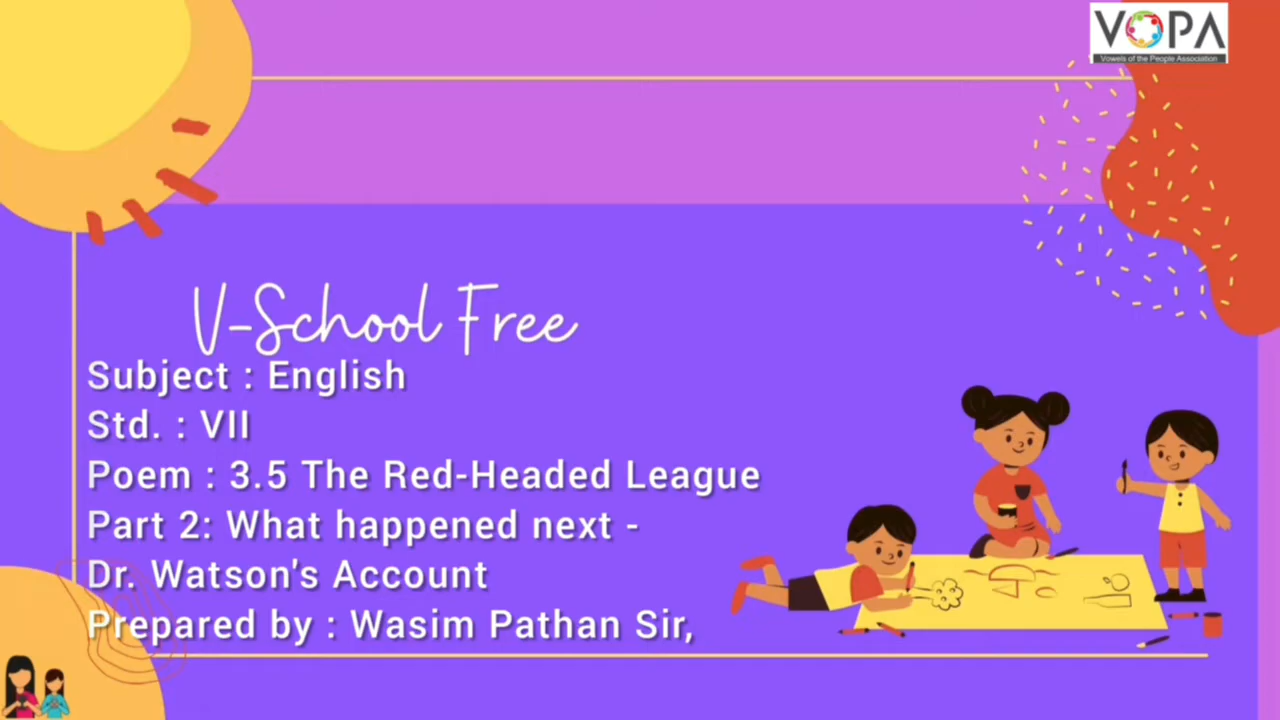 VOPA
Vowels of the People Association
V-School Free
Subject : English
Std. : VII
Poem : 3.5 The Red-Headed League
Part 2: What happened next -
Dr. Watson's Account
Prepared by : Wasim Pathan Sir,